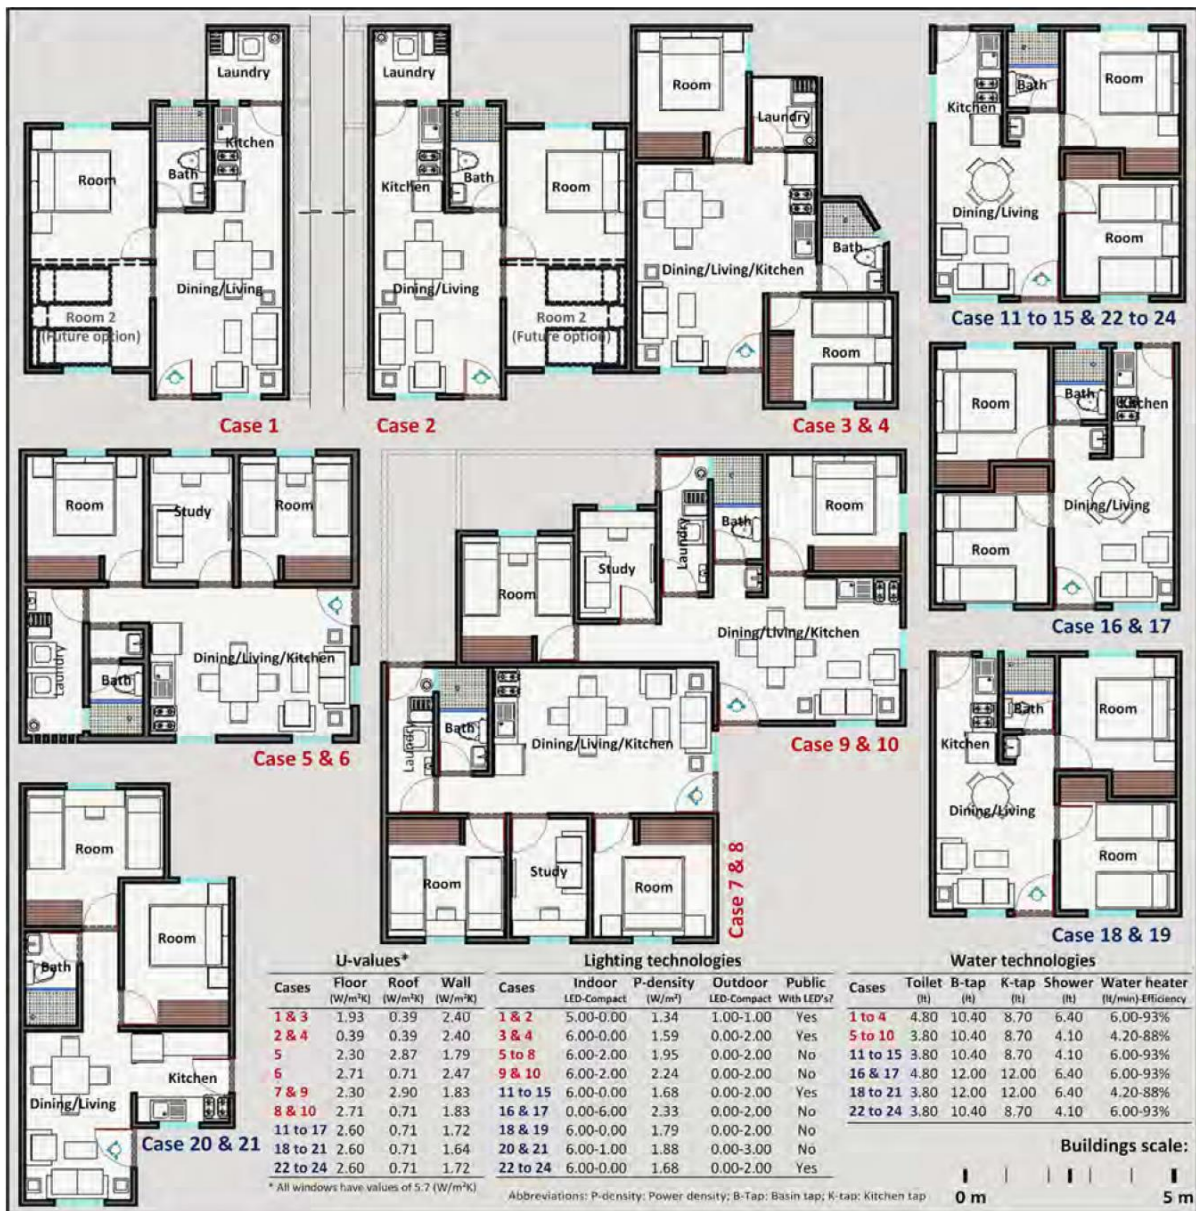 Laundry
Kitchen
Room
Bath
Dining/Living
Room 2
(Future option)
Case 1
Laundry
Kitchen
Bath
Room
Dining/Living
Room 2
(Future option)
Case 2
Room
Laundry
Bath
Dining/Living/Kitchen
Room
Case 3 & 4
Kitchen
Bath
Room
Dining/Living
Room
Case 11 to 15 & 22 to 24
Room
Bath
Kitchen
Dining/Living
Room
Case 16 & 17
Room
Study
Room
Laundry
Bath
Dining/Living/Kitchen
Case 5 & 6
Room
Study
Laundry
Bath
Room
Dining/Living/Kitchen
Case 9 & 10
Laundry
Bath
Dining/Living/Kitchen
Room
Study
Room
Case 7 & 8
Kitchen
Bath
Room
Dining/Living
Room
Case 18 & 19
Room
Room
Bath
Dining/Living
Kitchen
Case 20 & 21
U-values*
Cases Floor Roof Wall
(W/m²K) (W/m²K) (W/m²K)
1 & 3 1.93 0.39 2.40
2 & 4 0.39 0.39 2.40
5 2.30 2.87 1.79
6 2.71 0.71 2.47
7 & 9 2.30 2.90 1.83
8 & 10 2.71 0.71 1.83
11 to 17 2.60 0.71 1.72
18 to 21 2.60 0.71 1.64
22 to 24 2.60 0.71 1.72
* All windows have values of 5.7 (W/m²K)
Lighting technologies
Cases Indoor P-density Outdoor Public
LED-Compact (W/m²) LED-Compact With LED's?
1 & 2 5.00-0.00 1.34 1.00-1.00 Yes
3 & 4 6.00-2.00 1.59 0.00-2.00 Yes
5 to 8 6.00-2.00 1.95 0.00-2.00 No
9 & 10 6.00-2.00 2.24 0.00-2.00 No
11 to 15 6.00-0.00 1.68 0.00-2.00 Yes
16 & 17 0.00-6.00 2.33 0.00-2.00 No
18 & 19 6.00-0.00 1.79 0.00-2.00 No
20 & 21 6.00-1.00 1.88 0.00-3.00 No
22 to 24 6.00-0.00 1.68 0.00-2.00 Yes
Abbreviations: P-density: Power density; B-Tap: Basin tap; K-tap: Kitchen tap
Water technologies
Cases Toilet B-tap K-tap Shower Water heater
(lt) (lt) (lt) (lt) (lt/min)-Efficiency
1 to 4 4.80 10.40 8.70 6.40 6.00-93%
5 to 10 3.80 10.40 8.70 4.10 4.20-88%
11 to 15 3.80 10.40 8.70 4.10 6.00-93%
16 & 17 4.80 12.00 12.00 6.40 6.00-93%
18 to 21 3.80 12.00 12.00 6.40 4.20-88%
22 to 24 3.80 10.40 8.70 4.10 6.00-93%
Buildings scale:
0 m 5 m